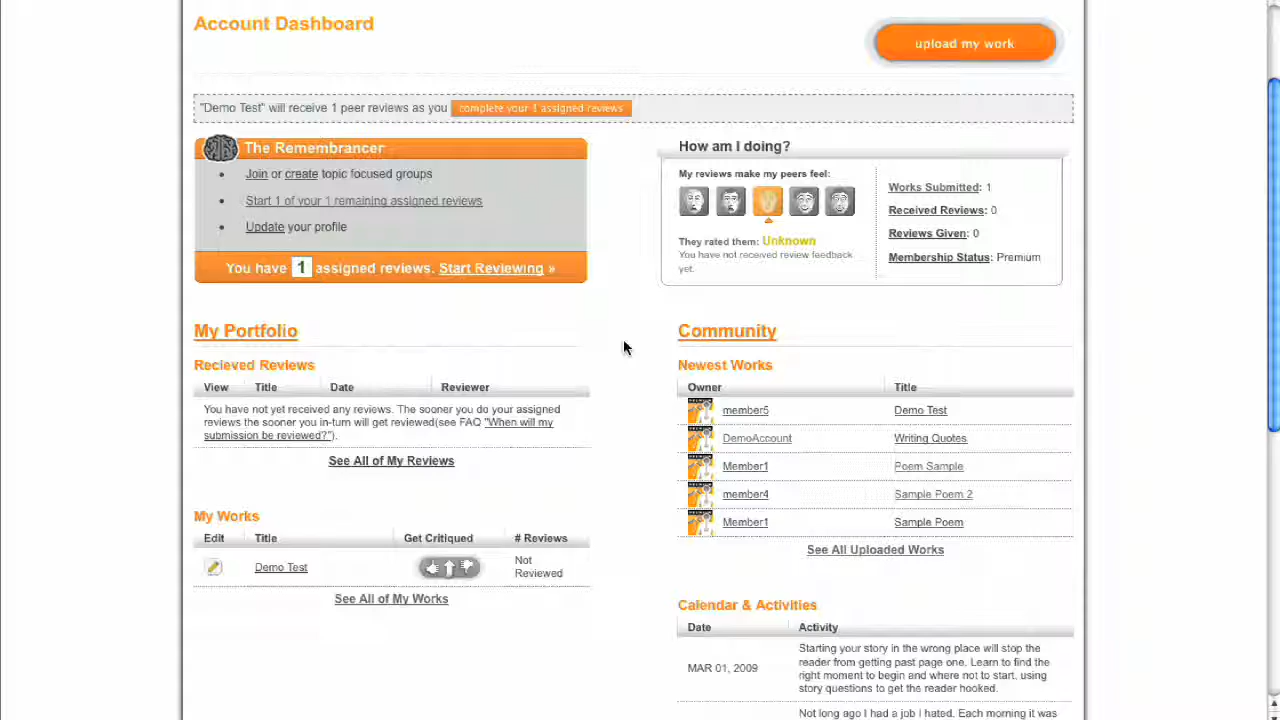 Account Dashboard
upload my work
"Demo Test" will receive 1 peer reviews as you complete your 1 assigned reviews
The Remembrancer
Join or create topic focused groups
Start 1 of your 1 remaining assigned reviews
Update your profile
You have 1 assigned reviews. Start Reviewing »
How am I doing?
My reviews make my peers feel:
They rated them: Unknown
You have not received review feedback
yet.
Works Submitted: 1
Received Reviews: 0
Reviews Given: 0
Membership Status: Premium
My Portfolio
Recieved Reviews
View Title Date Reviewer
You have not yet received any reviews. The sooner you do your assigned
reviews the sooner you in-turn will get reviewed(see FAQ "When will my
submission be reviewed?").
See All of My Reviews
My Works
Edit Title Get Critiqued # Reviews
Demo Test Not
Reviewed
See All of My Works
Community
Newest Works
Owner Title
member5 Demo Test
DemoAccount Writing Quotes
Member1 Poem Sample
member4 Sample Poem 2
Member1 Sample Poem
See All Uploaded Works
Calendar & Activities
Date Activity
MAR 01, 2009
Starting your story in the wrong place will stop the
reader from getting past page one. Learn to find the
right moment to begin and where not to start, using
story questions to get the reader hooked.
Not long ago I had a job I hated. Each morning it was